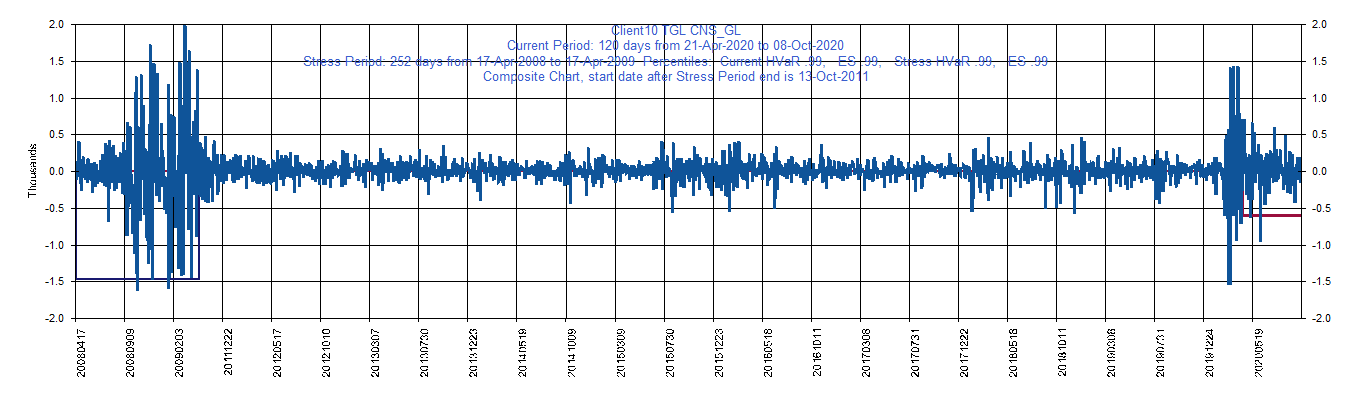 Client10 TGL CNS_GL
Current Period: 120 days from 21-Apr-2020 to 08-Oct-2020
Stress Period: 252 days from 17-Apr-2008 to 17-Apr-2009 Percentiles: Current HVaR .99, ES .99, Stress HVaR .99, ES .99
Composite Chart, start date after Stress Period end is 13-Oct-2011
2.0 2.0
1.5 1.5
1.0 1.0
0.5 0.5
0.0 0.0
-0.5 -0.5
-1.0 -1.0
-1.5 -1.5
-2.0 -2.0
Thousands
20080417 20080909 20090203 20111222 20120517 20121010 20130307 20130730 20131223 20140519 20141009 20150309 20150730 20151223 20160518 20161011 20170308 20170731 20171222 20180518 20181011 20190308 20190731 20191224 20200519